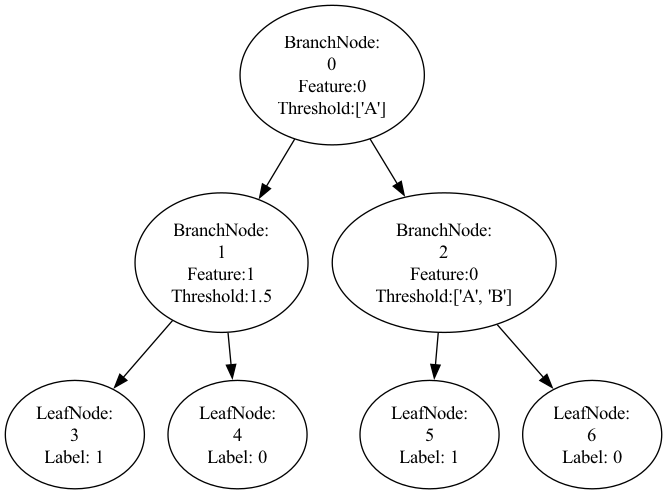 BranchNode:
0
Feature:0
Threshold:['A']
BranchNode:
1
Feature:1
Threshold:1.5
BranchNode:
2
Feature:0
Threshold:['A', 'B']
LeafNode:
3
Label: 1
LeafNode:
4
Label: 0
LeafNode:
5
Label: 1
LeafNode:
6
Label: 0